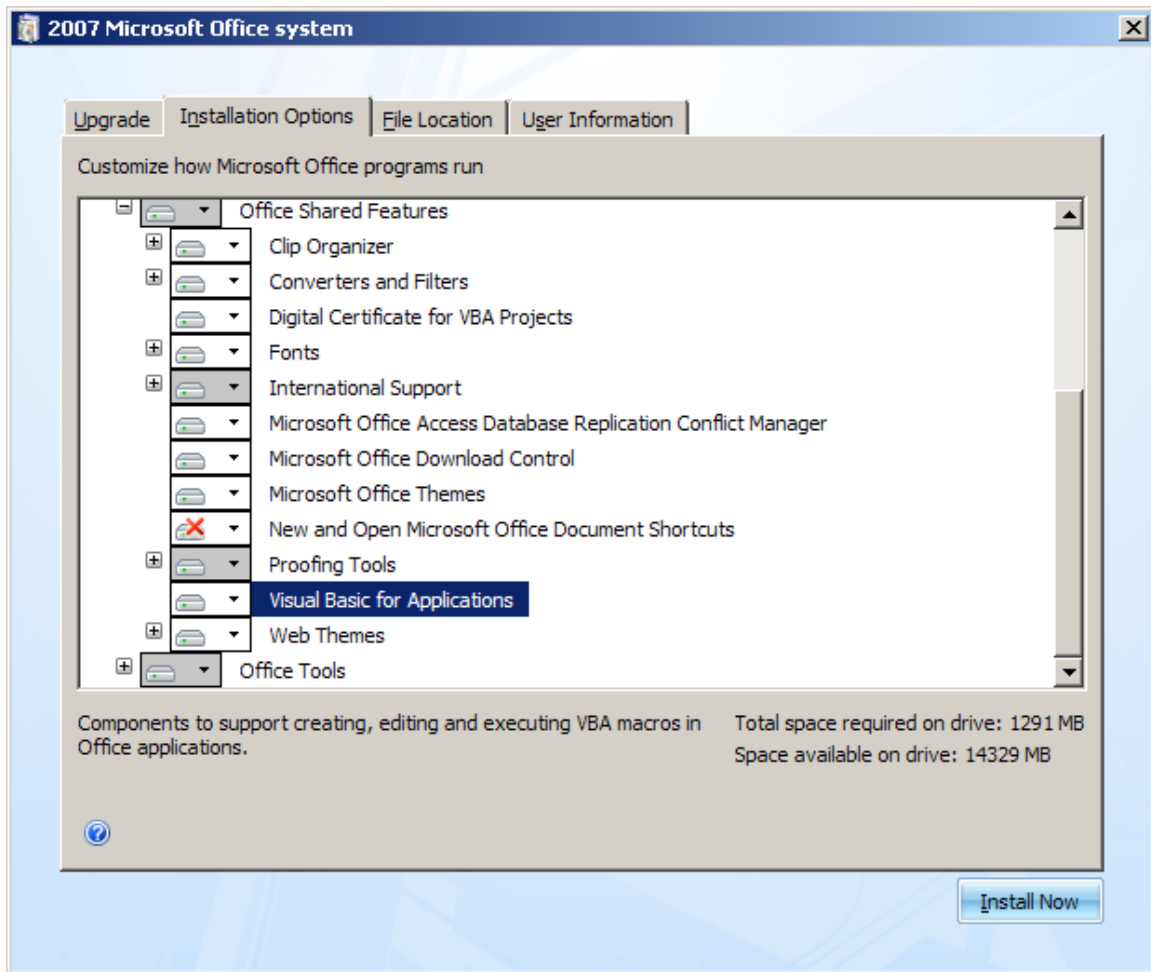 2007 Microsoft Office system
Upgrade
Installation Options
File Location
User Information
Customize how Microsoft Office programs run
Office Shared Features
Clip Organizer
Converters and Filters
Digital Certificate for VBA Projects
Fonts
International Support
Microsoft Office Access Database Replication Conflict Manager
Microsoft Office Download Control
Microsoft Office Themes
New and Open Microsoft Office Document Shortcuts
Proofing Tools
Visual Basic for Applications
Web Themes
Office Tools
Components to support creating, editing and executing VBA macros in
Office applications.
Total space required on drive: 1291 MB
Space available on drive: 14329 MB
Install Now